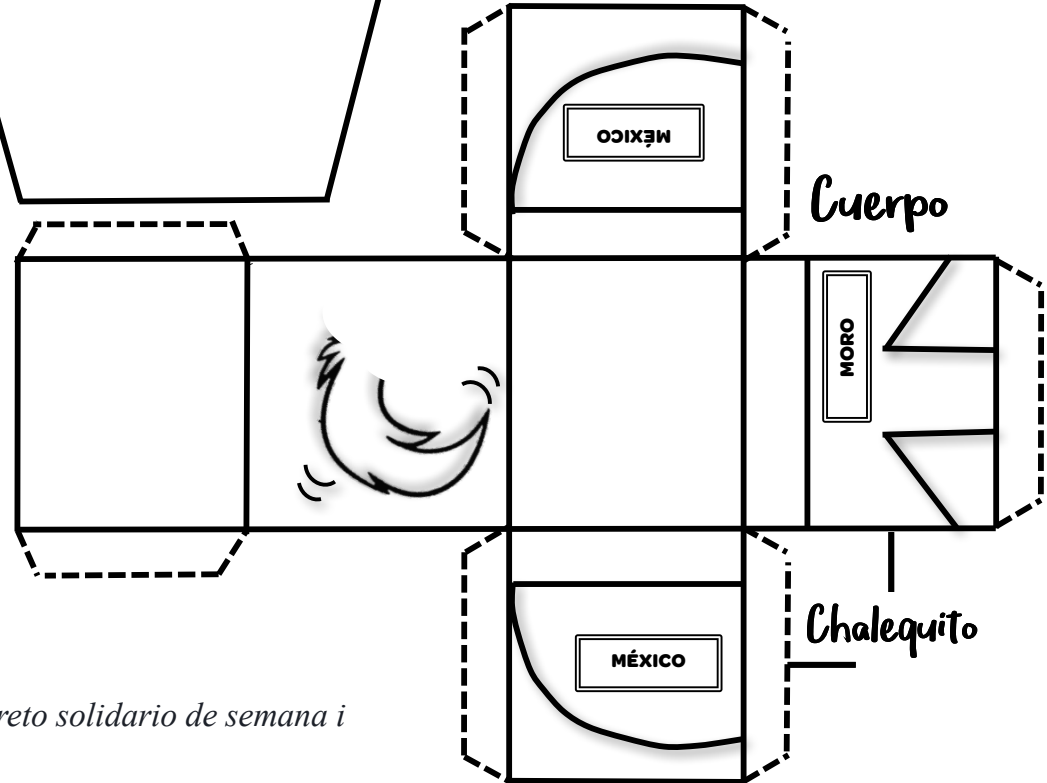 MÉXICO
Cuerpo
MORO
Chalequito
MÉXICO
reto solidario de semana i